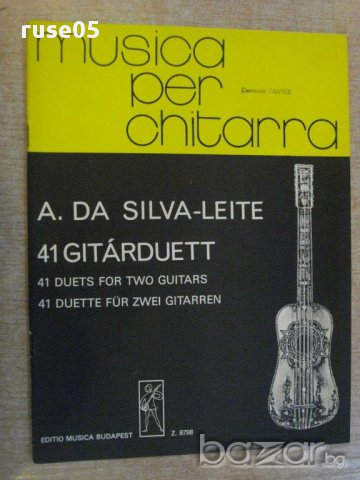 ruse05
musica
per
chitarra
A. DA SILVA-LEITE
41 GITÁRDUETT
41 DUETS FOR TWO GUITARS
41 DUETTE FÜR ZWEI GITARREN
EDITIO MUSICA BUDAPEST
Z. 8798
bazar.bg